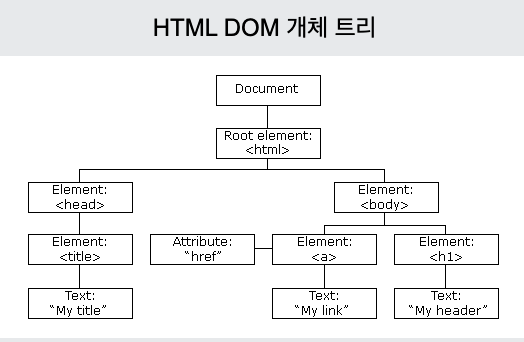 HTML DOM 개체 트리
Document
Root element:
<html>
Element:
<head>
Element:
<body>
Element:
<title>
Attribute:
“href”
Element:
<a>
Element:
<h1>
Text:
“My title”
Text:
“My link”
Text:
“My header”